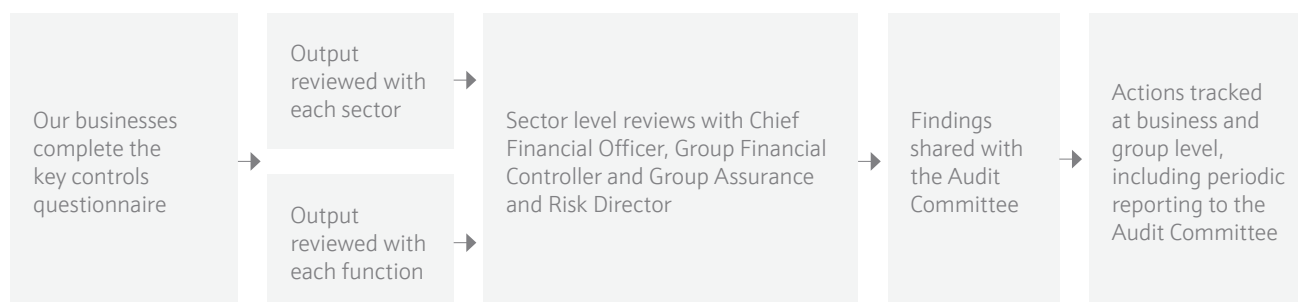 Our businesses
complete the
key controls
questionnaire
Output
reviewed with
each sector
Output
reviewed with
each function
Sector level reviews with Chief
Financial Officer, Group Financial
Controller and Group Assurance
and Risk Director
Findings
shared with
the Audit
Committee
Actions tracked
at business and
group level,
including periodic
reporting to the
Audit Committee